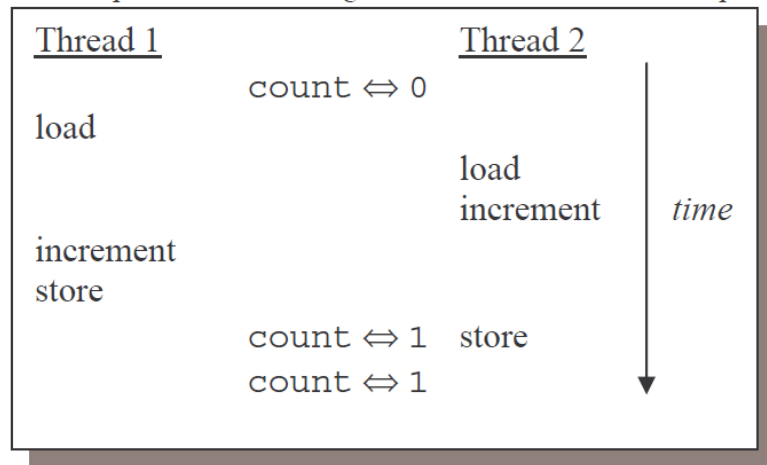 Thread 1 Thread 2
count ⇔ 0
load
load
increment time
increment
store
count ⇔ 1 store
count ⇔ 1